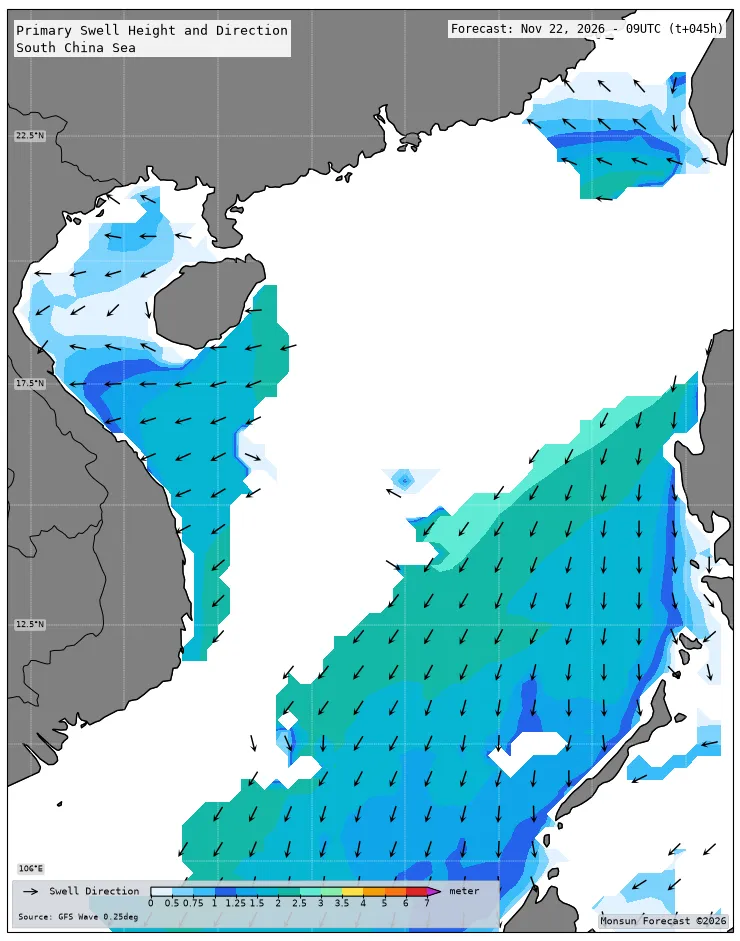 Primary Swell Height and Direction
South China Sea
Forecast: Nov 22, 2026 - 09UTC (t+045h)
22.5°N
17.5°N
12.5°N
106°E
Swell Direction
0 0.5 0.75 1 1.25 1.5 2 2.5 3 3.5 4 5 6 7
meter
Source: GFS Wave 0.25deg
Monsun Forecast ©2026